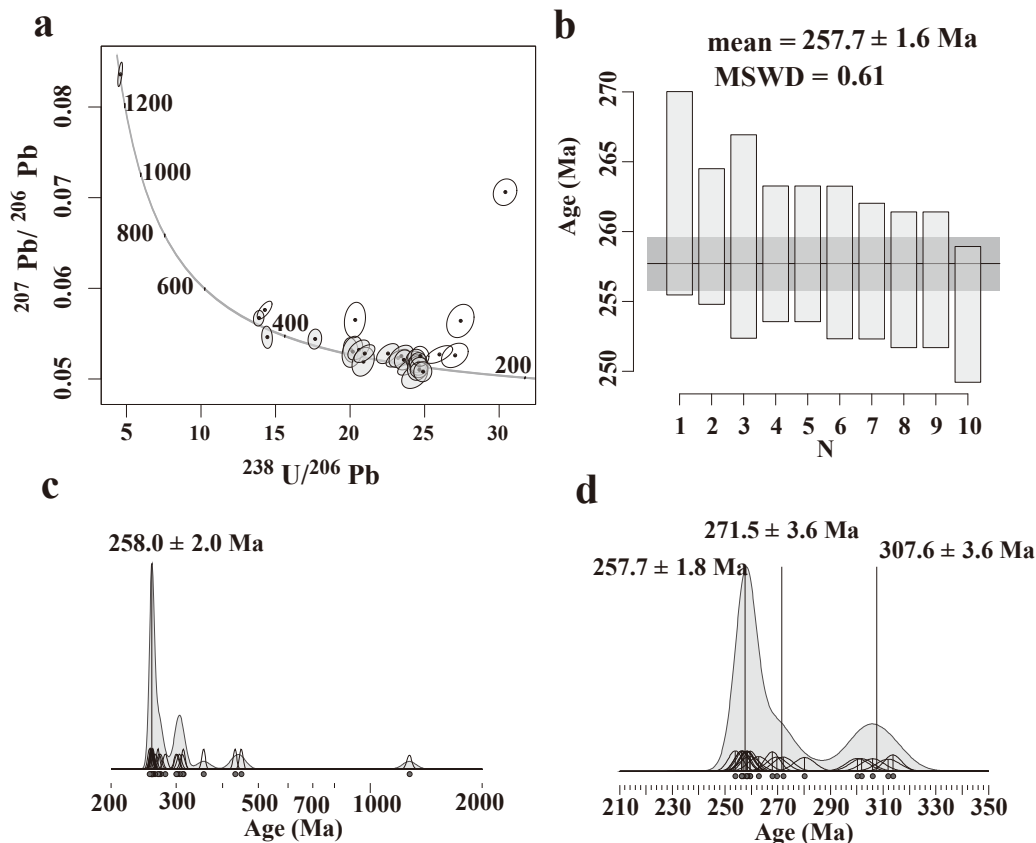 a
207 Pb/ 206 Pb
0.08
0.07
0.06
0.05
1200
1000
800
600
400
200
5 10 15 20 25 30
238 U/206 Pb
b
mean = 257.7 ± 1.6 Ma
MSWD = 0.61
Age (Ma)
270
265
260
255
250
1 2 3 4 5 6 7 8 9 10
N
c
258.0 ± 2.0 Ma
200 300 500 700 1000 2000
Age (Ma)
d
271.5 ± 3.6 Ma
307.6 ± 3.6 Ma
257.7 ± 1.8 Ma
210 230 250 270 290 310 330 350
Age (Ma)